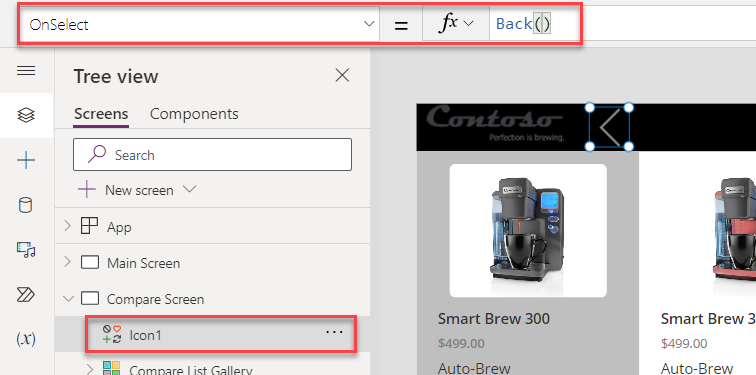 OnSelect
=
fx
Back()
Tree view
Screens
Components
Search
New screen
App
Main Screen
Compare Screen
Icon1
...
Compare List Gallery
(x)
Contoso
Perfection is brewing.
Smart Brew 300
$499.00
Auto-Brew
Smart Brew 3
$499.00
Auto-Brew